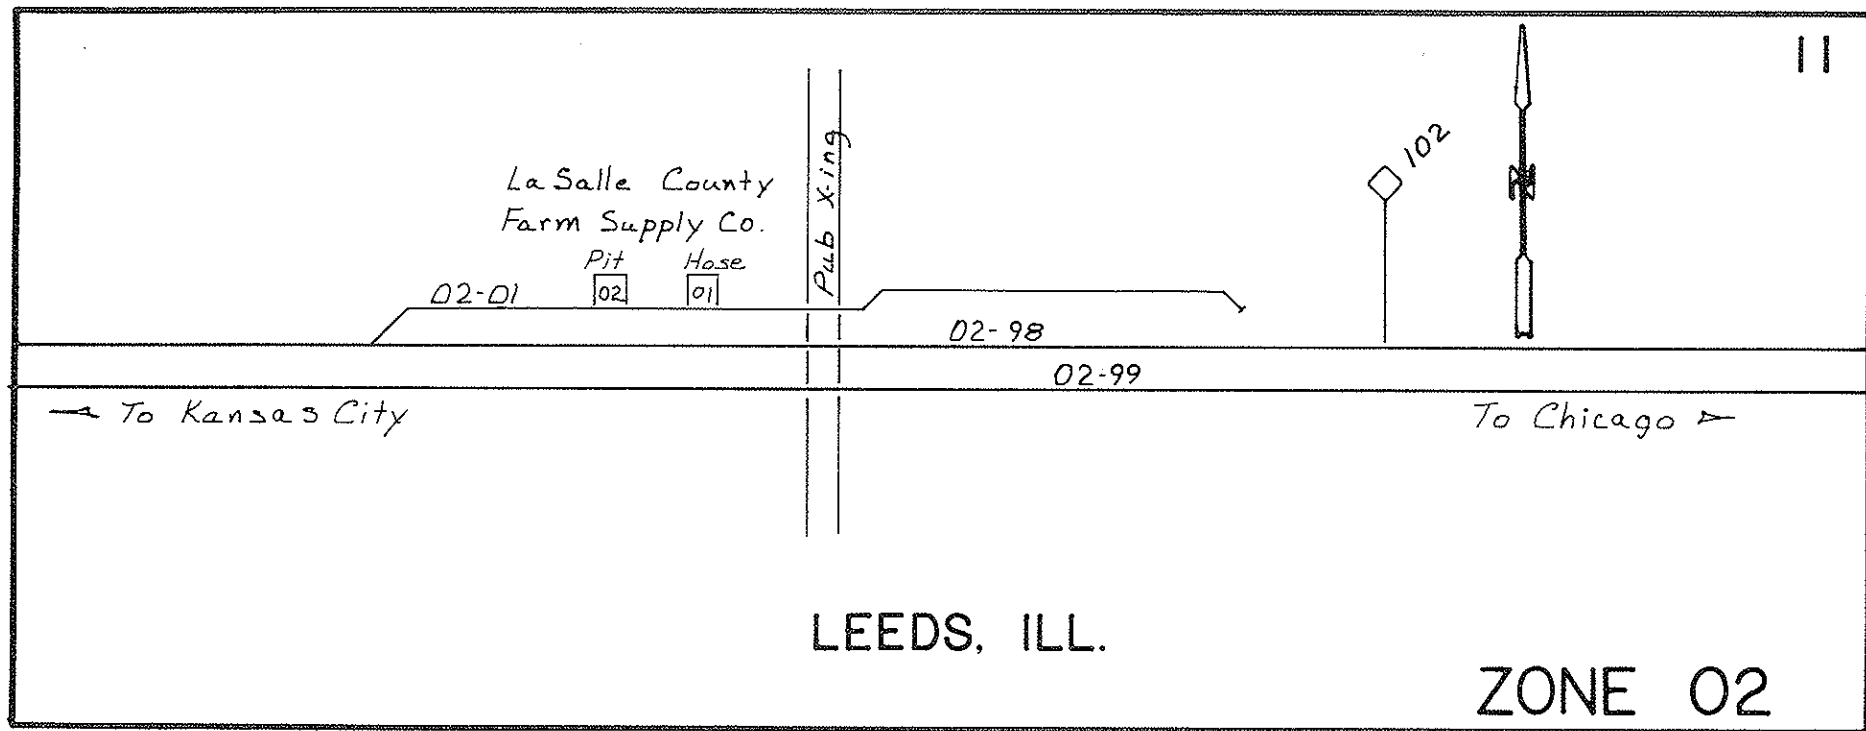 11
102
N
La Salle County
Farm Supply Co.
Pub X-ing
Pit Hose
02-01 02 01
02-98
02-99
To Kansas City To Chicago
LEEDS, ILL.
ZONE 02